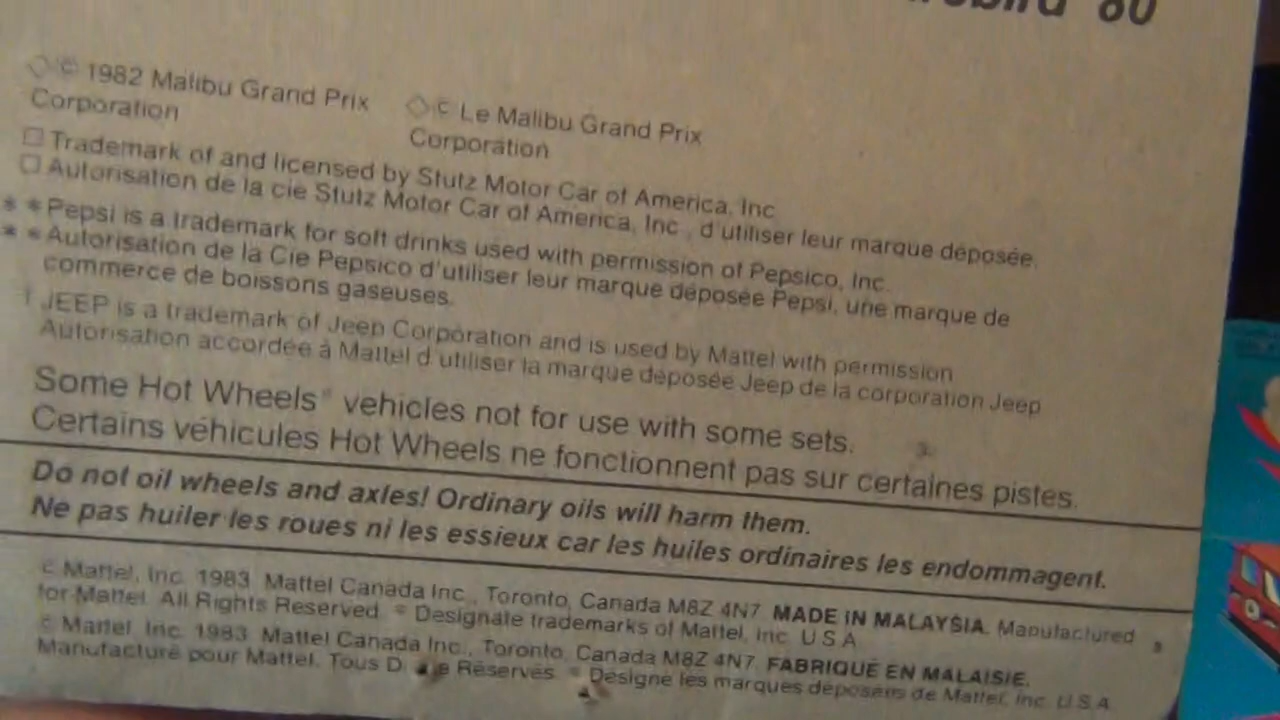 80
◇ © 1982 Malibu Grand Prix
Corporation
◇ © Le Malibu Grand Prix
Corporation
□ Trademark of and licensed by Stutz Motor Car of America, Inc
□ Autorisation de la cie Stutz Motor Car of America, Inc., d'utiliser leur marque déposée.
* * Pepsi is a trademark for soft drinks used with permission of Pepsico, Inc.
* * Autorisation de la Cie Pepsico d'utiliser leur marque déposée Pepsi, une marque de
commerce de boissons gaseuses.
† JEEP is a trademark of Jeep Corporation and is used by Mattel with permission
Autorisation accordée à Mattel d'utiliser la marque déposée Jeep de la corporation Jeep
Some Hot Wheels® vehicles not for use with some sets.
Certains véhicules Hot Wheels ne fonctionnent pas sur certaines pistes.
Do not oil wheels and axles! Ordinary oils will harm them.
Ne pas huiler les roues ni les essieux car les huiles ordinaires les endommagent.
© Mattel, Inc. 1983. Mattel Canada Inc., Toronto, Canada M8Z 4N7. MADE IN MALAYSIA. Manufactured
for Mattel. All Rights Reserved. ® Designate trademarks of Mattel, Inc. U.S.A.
© Mattel, Inc. 1983. Mattel Canada Inc., Toronto, Canada M8Z 4N7. FABRIQUÉ EN MALAISIE.
Manufacturé pour Mattel. Tous Réservés. ® Désigne les marques déposées de Mattel, Inc. U.S.A.